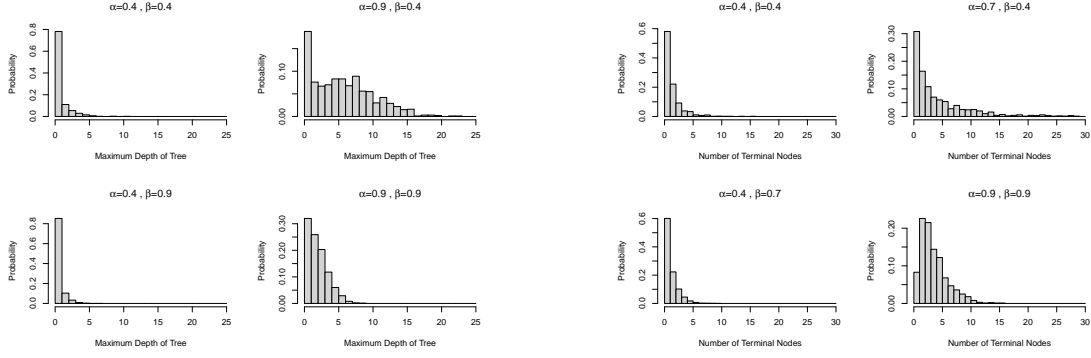 α=0.4 , β=0.4
Probability
0.8
0.6
0.4
0.2
0.0
0 5 10 15 20 25
Maximum Depth of Tree
α=0.9 , β=0.4
Probability
0.10
0.00
0 5 10 15 20 25
Maximum Depth of Tree
α=0.4 , β=0.4
Probability
0.6
0.4
0.2
0.0
0 5 10 15 20 25 30
Number of Terminal Nodes
α=0.7 , β=0.4
Probability
0.30
0.20
0.10
0.00
0 5 10 15 20 25 30
Number of Terminal Nodes
α=0.4 , β=0.9
Probability
0.8
0.6
0.4
0.2
0.0
0 5 10 15 20 25
Maximum Depth of Tree
α=0.9 , β=0.9
Probability
0.30
0.20
0.10
0.00
0 5 10 15 20 25
Maximum Depth of Tree
α=0.4 , β=0.7
Probability
0.6
0.4
0.2
0.0
0 5 10 15 20 25 30
Number of Terminal Nodes
α=0.9 , β=0.9
Probability
0.20
0.10
0.00
0 5 10 15 20 25 30
Number of Terminal Nodes